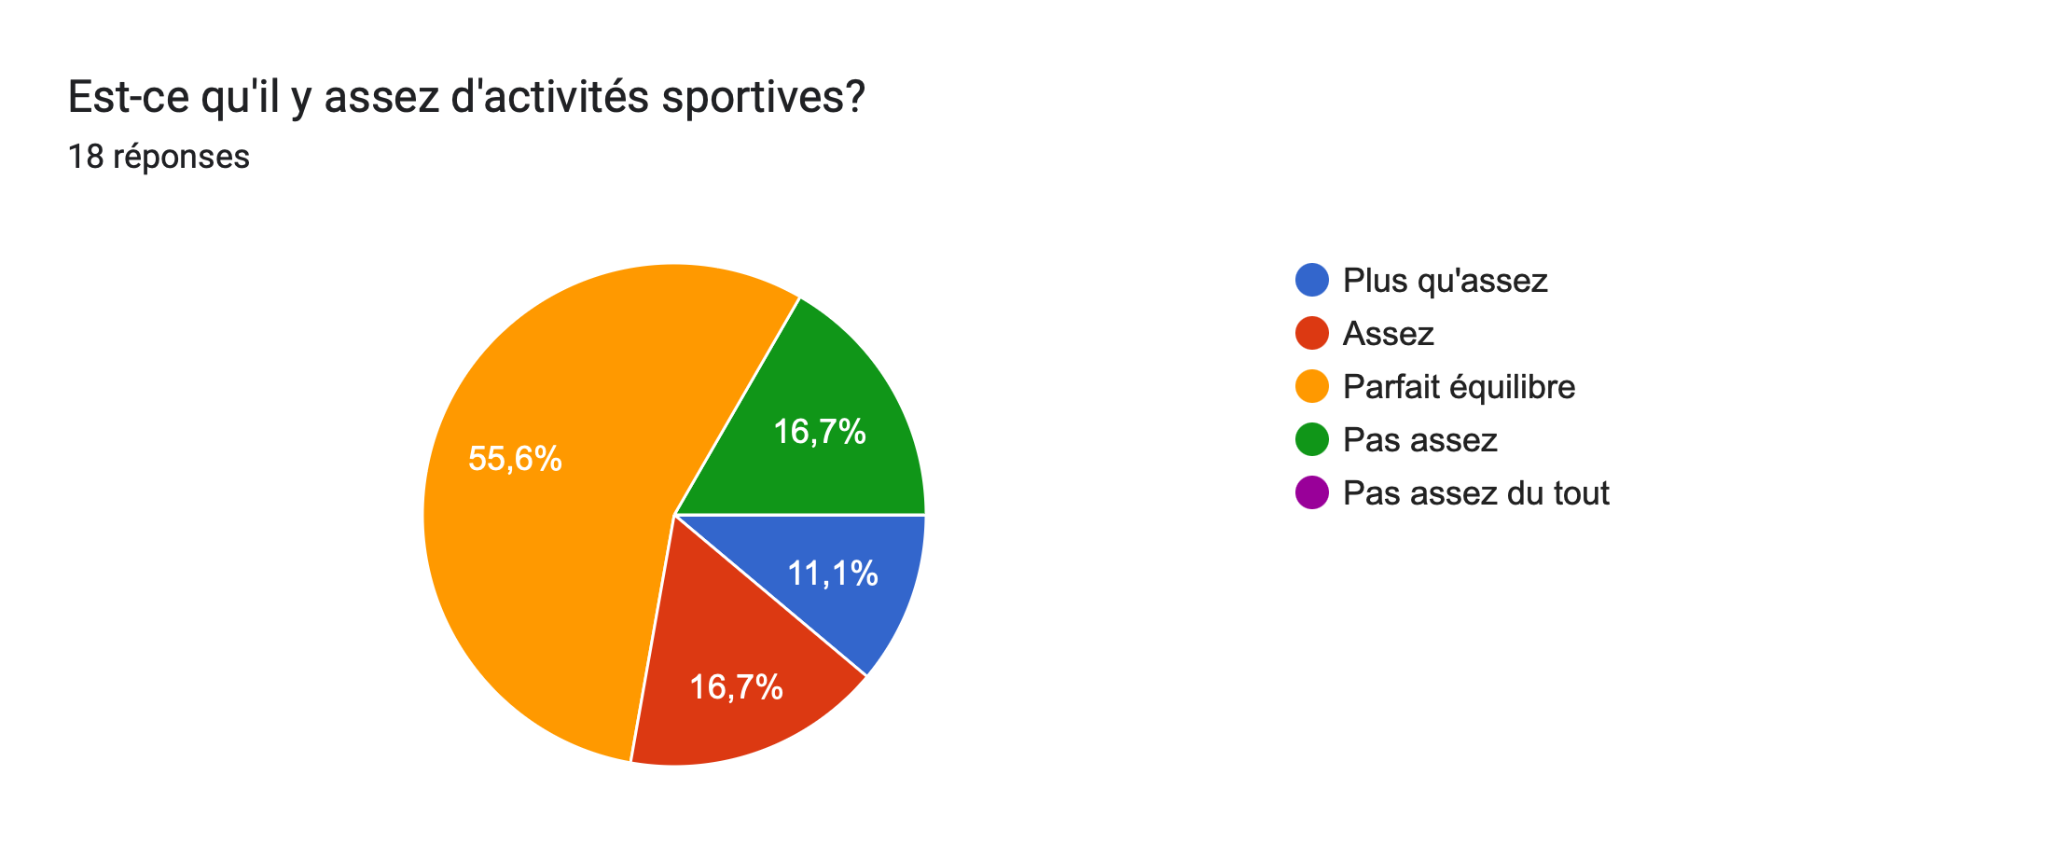 Est-ce qu'il y assez d'activités sportives?
18 réponses
55,6%
16,7%
11,1%
16,7%
Plus qu'assez
Assez
Parfait équilibre
Pas assez
Pas assez du tout